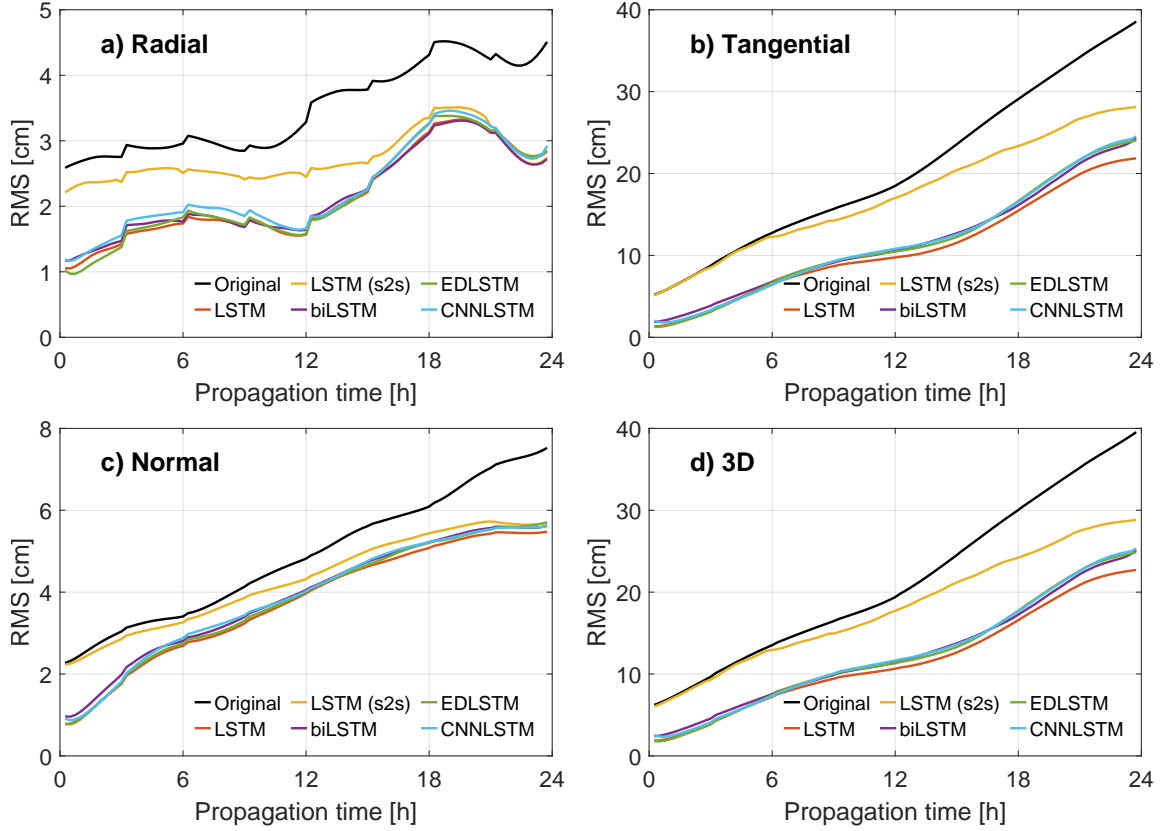 a) Radial
RMS [cm]
5
4
3
2
1
0
Original LSTM (s2s) EDLSTM
LSTM biLSTM CNNLSTM
0 6 12 18 24
Propagation time [h]
b) Tangential
RMS [cm]
40
30
20
10
0
Original LSTM (s2s) EDLSTM
LSTM biLSTM CNNLSTM
0 6 12 18 24
Propagation time [h]
c) Normal
RMS [cm]
8
6
4
2
0
Original LSTM (s2s) EDLSTM
LSTM biLSTM CNNLSTM
0 6 12 18 24
Propagation time [h]
d) 3D
RMS [cm]
40
30
20
10
0
Original LSTM (s2s) EDLSTM
LSTM biLSTM CNNLSTM
0 6 12 18 24
Propagation time [h]